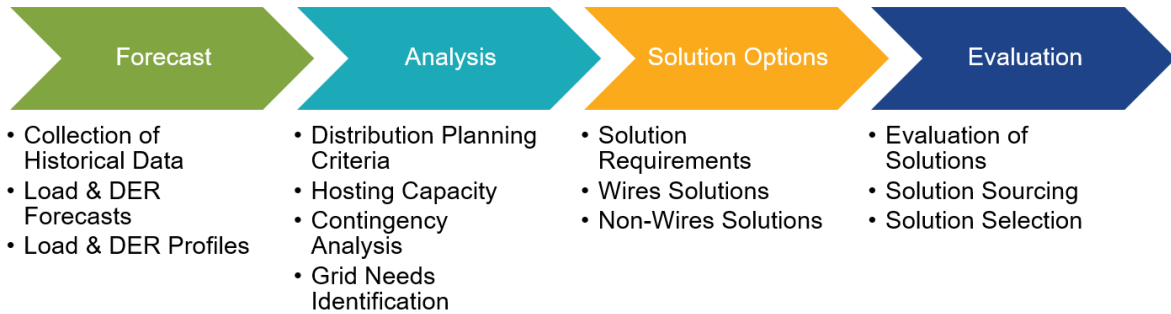 Forecast
• Collection of
Historical Data
• Load & DER
Forecasts
• Load & DER Profiles
Analysis
• Distribution Planning
Criteria
• Hosting Capacity
• Contingency
Analysis
• Grid Needs
Identification
Solution Options
• Solution
Requirements
• Wires Solutions
• Non-Wires Solutions
Evaluation
• Evaluation of
Solutions
• Solution Sourcing
• Solution Selection